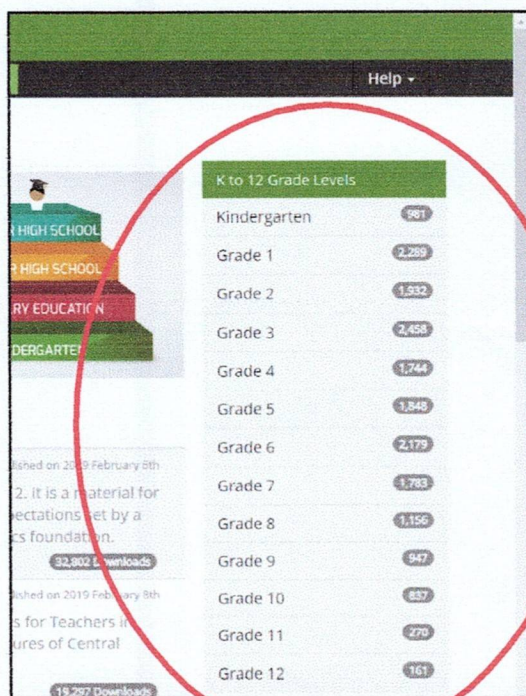 Help
R HIGH SCHOOL
R HIGH SCHOOL
RY EDUCATION
DERGARTEN
lished on 2019 February 6th
2. It is a material for
pectations set by a
cs foundation.
32,802 Downloads
lished on 2019 February 8th
s for Teachers in
ures of Central
19,297 Downloads
K to 12 Grade Levels
Kindergarten 981
Grade 1 2,289
Grade 2 1,932
Grade 3 2,458
Grade 4 1,744
Grade 5 1,848
Grade 6 2,179
Grade 7 1,783
Grade 8 1,156
Grade 9 947
Grade 10 837
Grade 11 270
Grade 12 161